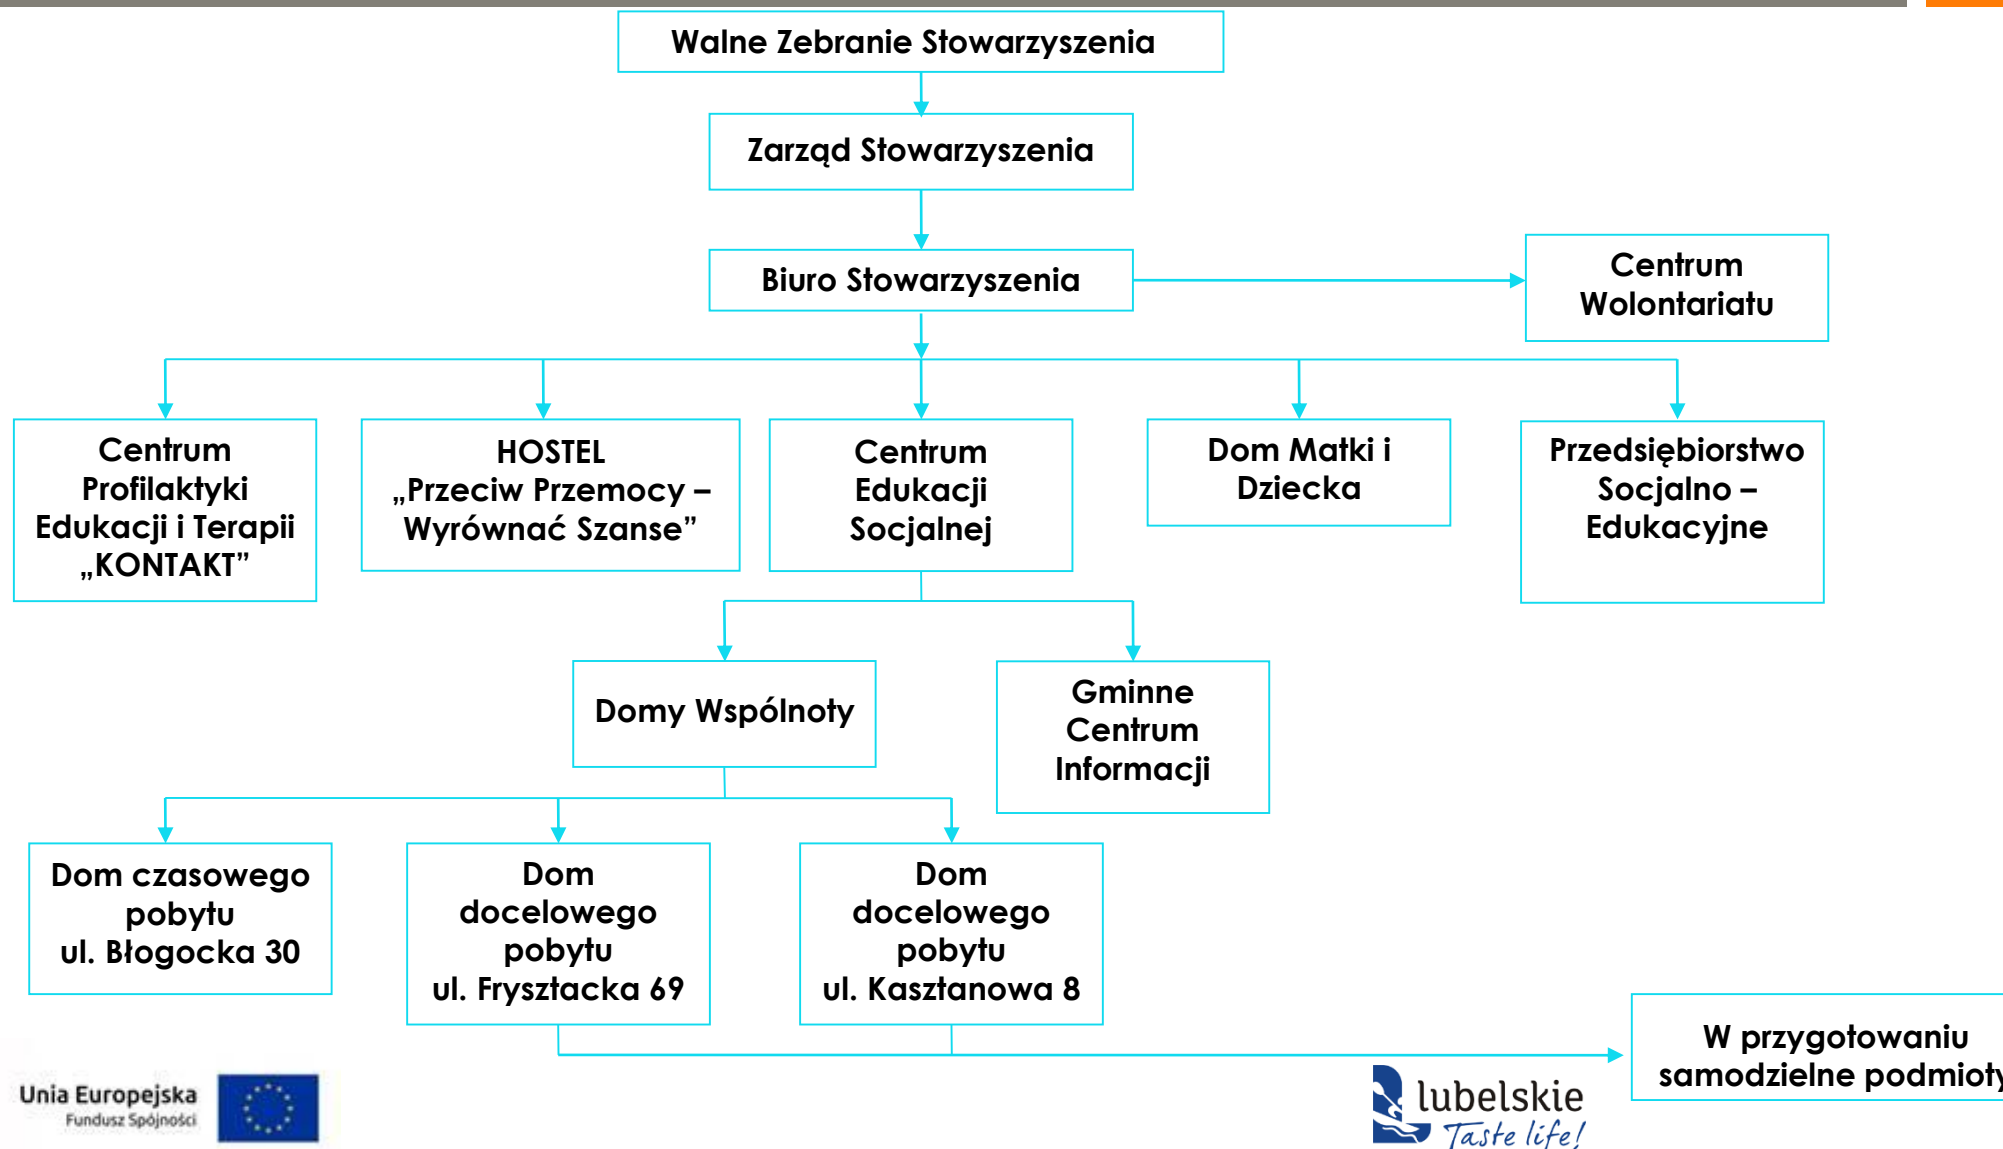 Walne Zebranie Stowarzyszenia
Zarząd Stowarzyszenia
Biuro Stowarzyszenia
Centrum
Wolontariatu
Centrum
Profilaktyki
Edukacji i Terapii
„KONTAKT”
HOSTEL
„Przeciw Przemocy –
Wyrównać Szanse”
Centrum
Edukacji
Socjalnej
Dom Matki i
Dziecka
Przedsiębiorstwo
Socjalno –
Edukacyjne
Domy Wspólnoty
Gminne
Centrum
Informacji
Dom czasowego
pobytu
ul. Błogocka 30
Dom
docelowego
pobytu
ul. Frysztacka 69
Dom
docelowego
pobytu
ul. Kasztanowa 8
W przygotowaniu
samodzielne podmioty
Unia Europejska
Fundusz Spójności
lubelskie
Taste life!